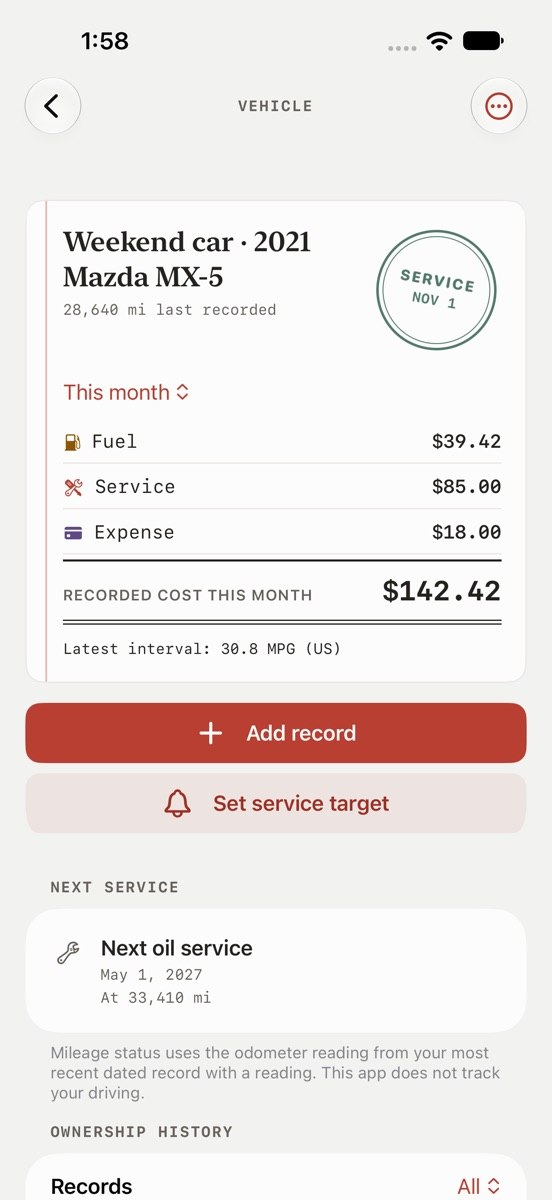 1:58
VEHICLE
Weekend car · 2021
Mazda MX-5
28,640 mi last recorded
SERVICE
NOV 1
This month
Fuel $39.42
Service $85.00
Expense $18.00
RECORDED COST THIS MONTH $142.42
Latest interval: 30.8 MPG (US)
Add record
Set service target
NEXT SERVICE
Next oil service
May 1, 2027
At 33,410 mi
Mileage status uses the odometer reading from your most
recent dated record with a reading. This app does not track
your driving.
OWNERSHIP HISTORY
Records All